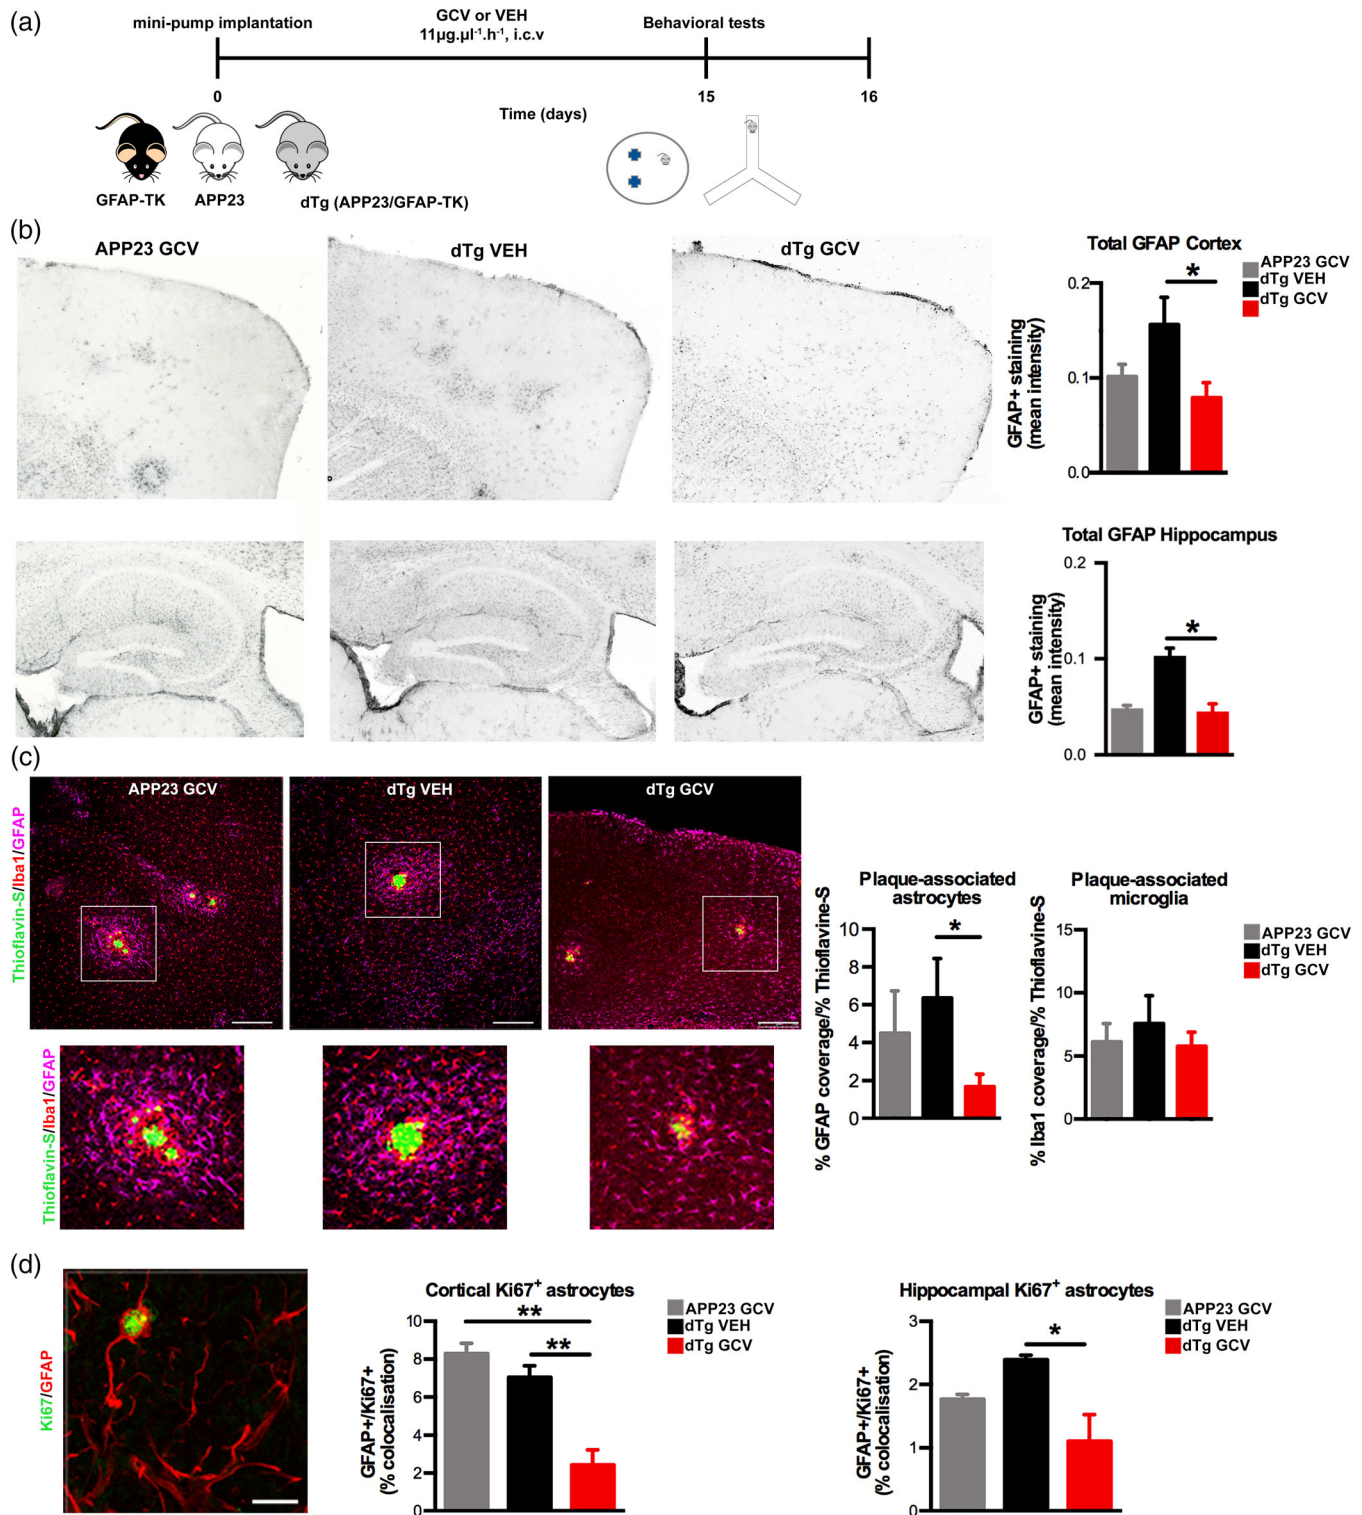 (a)
mini-pump implantation
GCV or VEH
11µg.µl⁻¹.h⁻¹, i.c.v
Behavioral tests
0
15
16
Time (days)
GFAP-TK
APP23
dTg (APP23/GFAP-TK)
(b)
APP23 GCV
dTg VEH
dTg GCV
Total GFAP Cortex
APP23 GCV
dTg VEH
dTg GCV
*
0.2
0.1
0.0
GFAP+ staining
(mean intensity)
Total GFAP Hippocampus
*
0.2
0.1
0.0
GFAP+ staining
(mean intensity)
(c)
APP23 GCV
dTg VEH
dTg GCV
Thioflavin-S/Iba1/GFAP
Thioflavin-S/Iba1/GFAP
Plaque-associated
astrocytes
*
10
8
6
4
2
0
% GFAP coverage/% Thioflavine-S
Plaque-associated
microglia
15
10
5
0
% Iba1 coverage/% Thioflavine-S
APP23 GCV
dTg VEH
dTg GCV
(d)
Ki67/GFAP
Cortical Ki67⁺ astrocytes
APP23 GCV
dTg VEH
dTg GCV
**
**
10
8
6
4
2
0
GFAP+/Ki67+
(% colocalisation)
Hippocampal Ki67⁺ astrocytes
APP23 GCV
dTg VEH
dTg GCV
*
3
2
1
0
GFAP+/Ki67+
(% colocalisation)